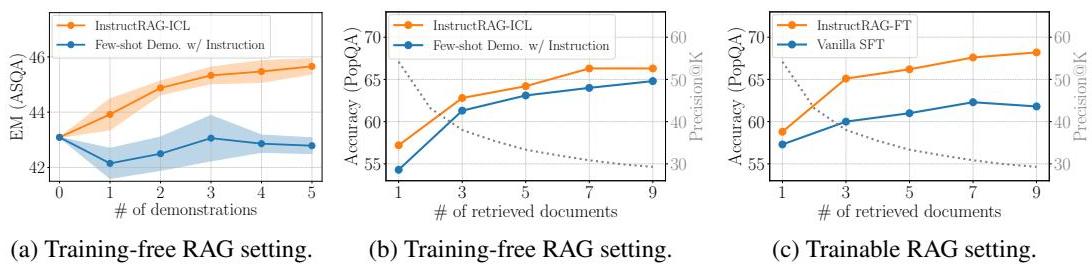 InstructRAG-ICL
Few-shot Demo. w/ Instruction
EM (ASQA)
46
44
42
0 1 2 3 4 5
# of demonstrations
(a) Training-free RAG setting.
InstructRAG-ICL
Few-shot Demo. w/ Instruction
Accuracy (PopQA)
70
65
60
55
60
50
40
30
Precision@K
1 3 5 7 9
# of retrieved documents
(b) Training-free RAG setting.
InstructRAG-FT
Vanilla SFT
Accuracy (PopQA)
70
65
60
55
60
50
40
30
Precision@K
1 3 5 7 9
# of retrieved documents
(c) Trainable RAG setting.